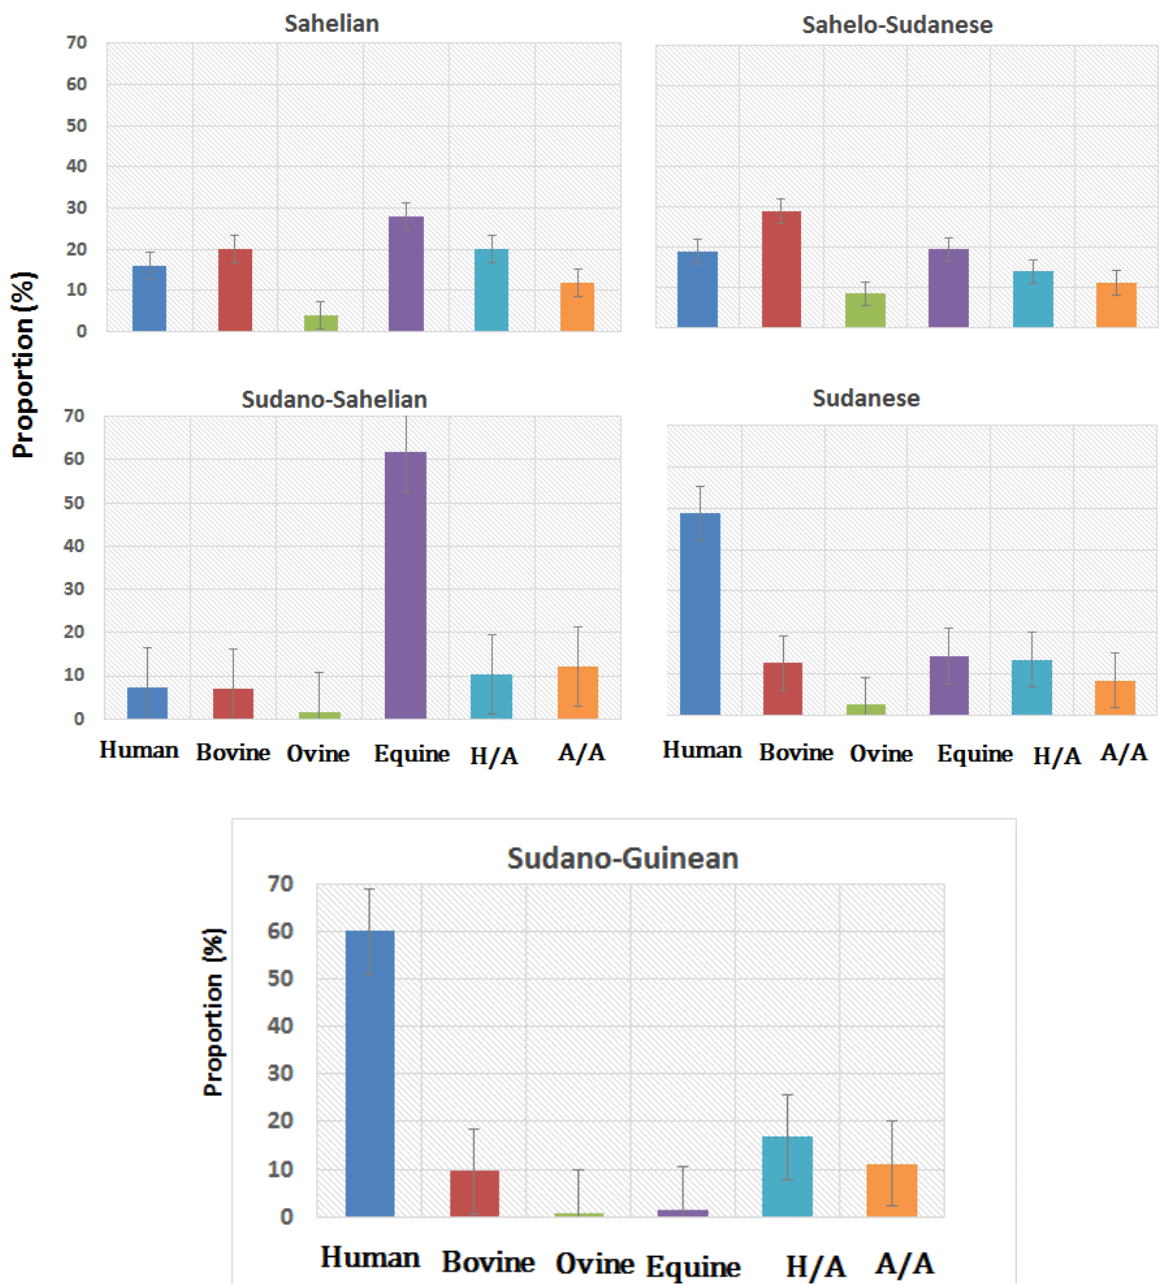 Sahelian
Sahelo-Sudanese
Proportion (%)
70
60
50
40
30
20
10
0
Sudano-Sahelian
Sudanese
70
60
50
40
30
20
10
0
Human Bovine Ovine Equine H/A A/A
Human Bovine Ovine Equine H/A A/A
Sudano-Guinean
Proportion (%)
70
60
50
40
30
20
10
0
Human Bovine Ovine Equine H/A A/A